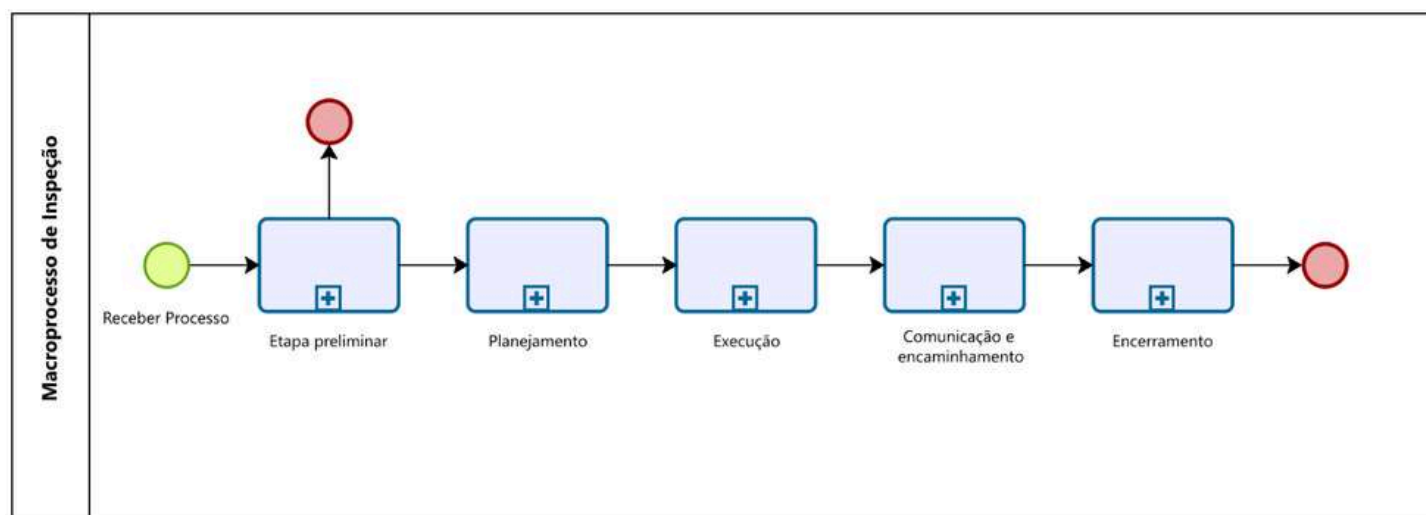 Macroprocesso de Inspeção
Receber Processo
Etapa preliminar
Planejamento
Execução
Comunicação e
encaminhamento
Encerramento